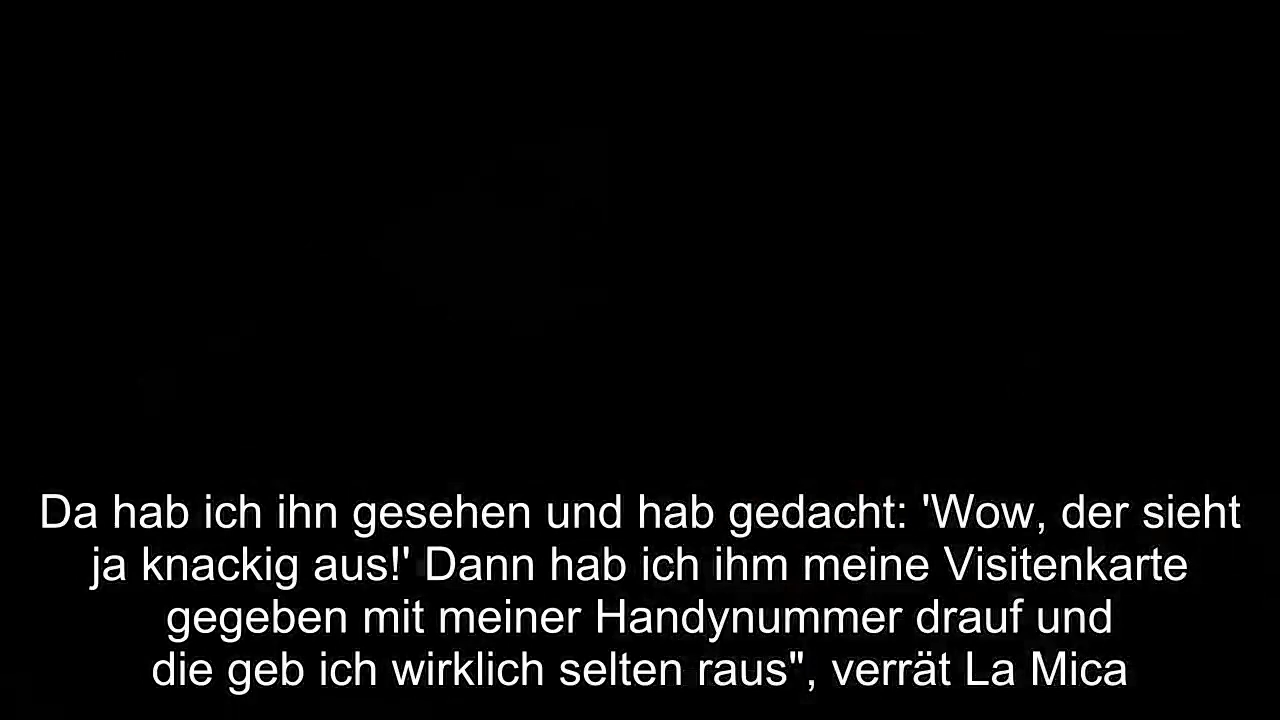 Da hab ich ihn gesehen und hab gedacht: 'Wow, der sieht
ja knackig aus!' Dann hab ich ihm meine Visitenkarte
gegeben mit meiner Handynummer drauf und
die geb ich wirklich selten raus", verrät La Mica